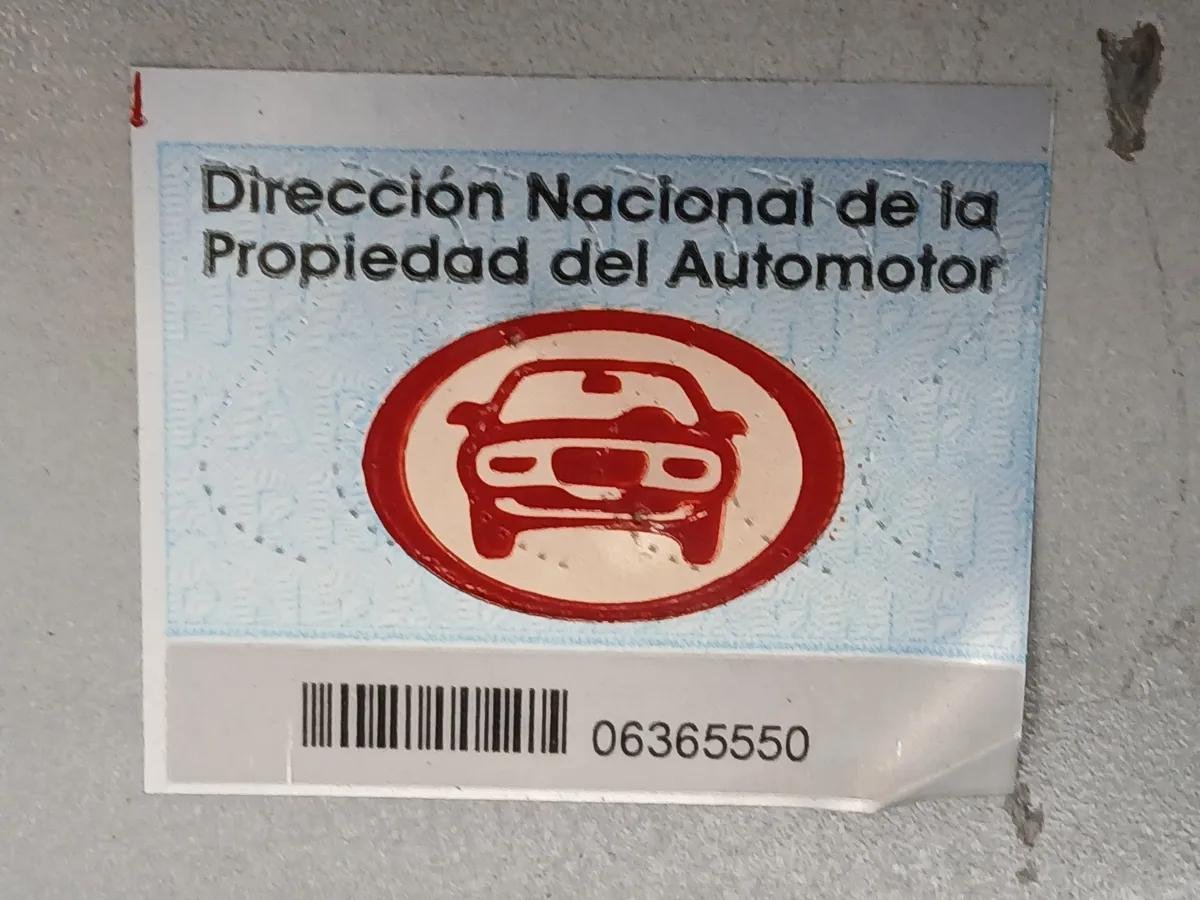 Dirección Nacional de la
Propiedad del Automotor
06365550